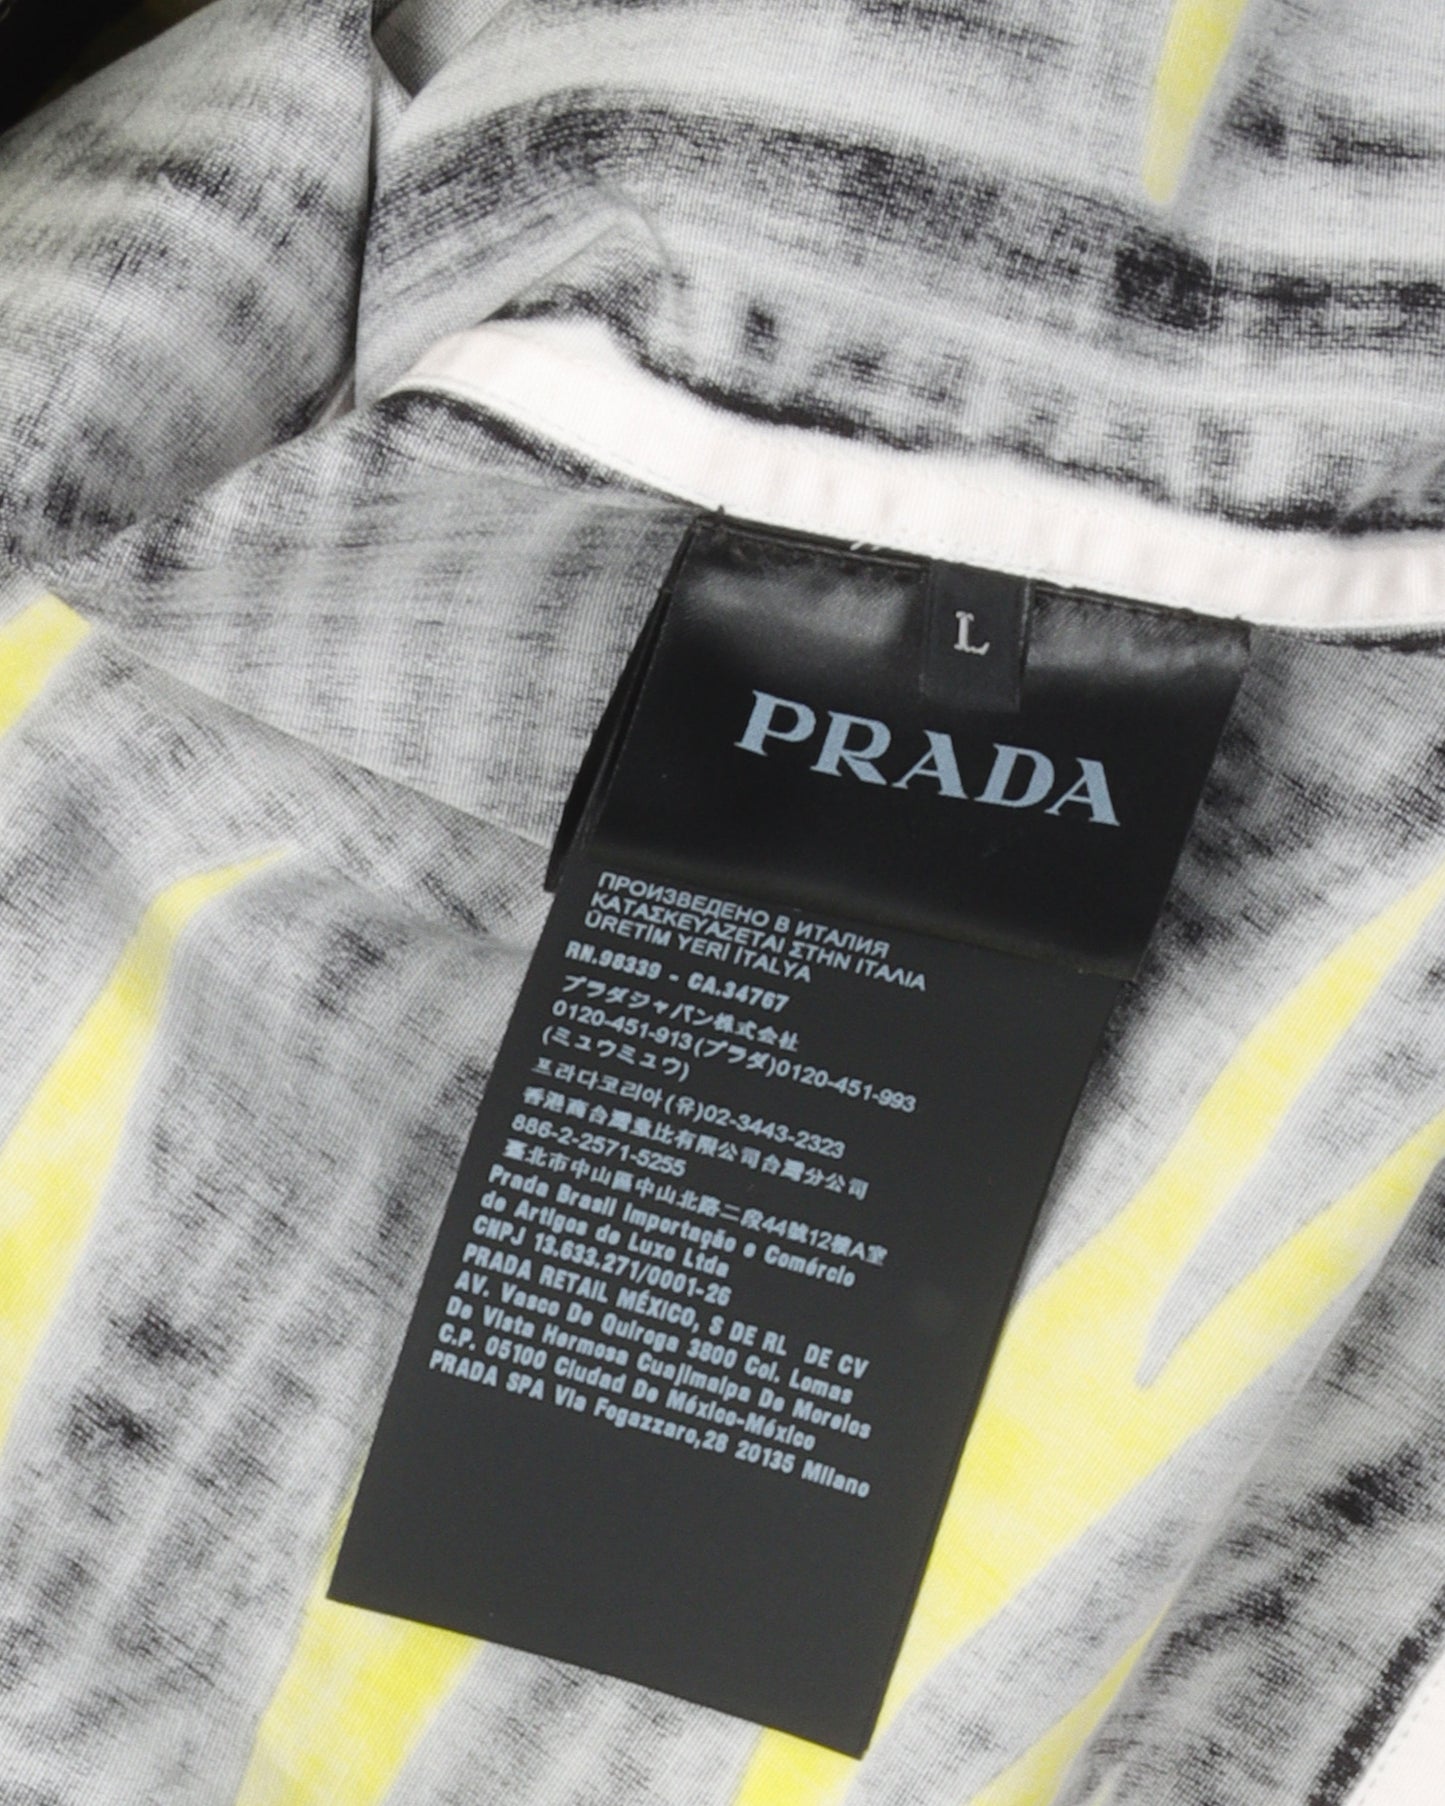 L
PRADA
ПРОИЗВЕДЕНО В ИТАЛИЯ
ΚΑΤΑΣΚΕΥΑΖΕΤΑΙ ΣΤΗΝ ΙΤΑΛΙΑ
ÜRETİM YERİ İTALYA
RN.98339 - CA.34767
プラダジャパン株式会社
0120-451-913(プラダ)0120-451-993
(ミュウミュウ)
프라다코리아(유)02-3443-2323
香港商台灣壹比有限公司台灣分公司
886-2-2571-5255
臺北市中山區中山北路二段44號12樓A室
Prada Brasil Importação e Comércio
de Artigos de Luxo Ltda
CNPJ 13.633.271/0001-26
PRADA RETAIL MÉXICO, S DE RL DE CV
AV. Vasco De Quiroga 3800 Col. Lomas
De Vista Hermosa Cuajimalpa De Morelos
C.P. 05100 Ciudad De México-México
PRADA SPA Via Fogazzaro,28 20135 Milano